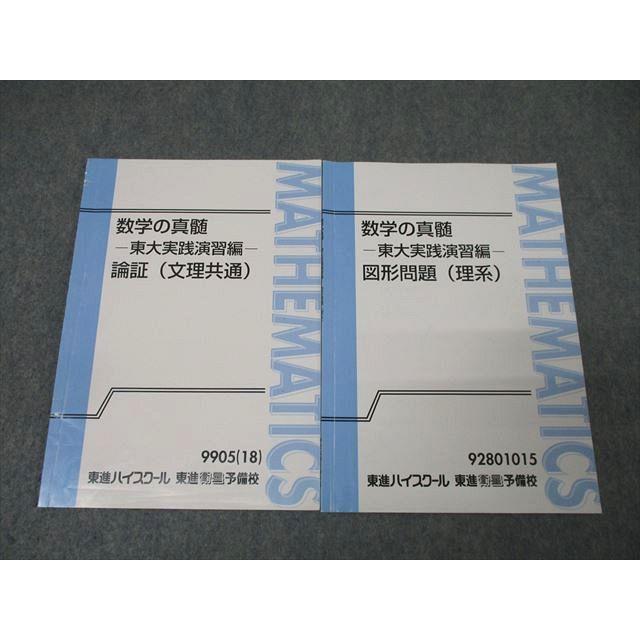 数学の真髄
―東大実践演習編―
論証（文理共通）
MATHEMATICS
9905(18)
東進ハイスクール 東進衛星予備校
数学の真髄
―東大実践演習編―
図形問題（理系）
MATHEMATICS
92801015
東進ハイスクール 東進衛星予備校